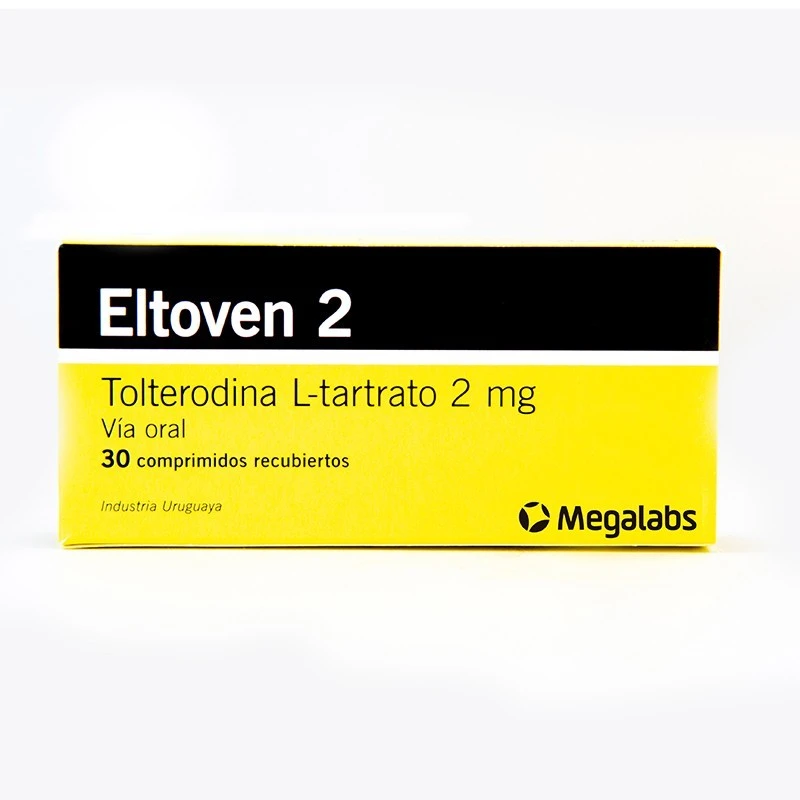 Eltoven 2
Tolterodina L-tartrato 2 mg
Vía oral
30 comprimidos recubiertos
Industria Uruguaya
Megalabs